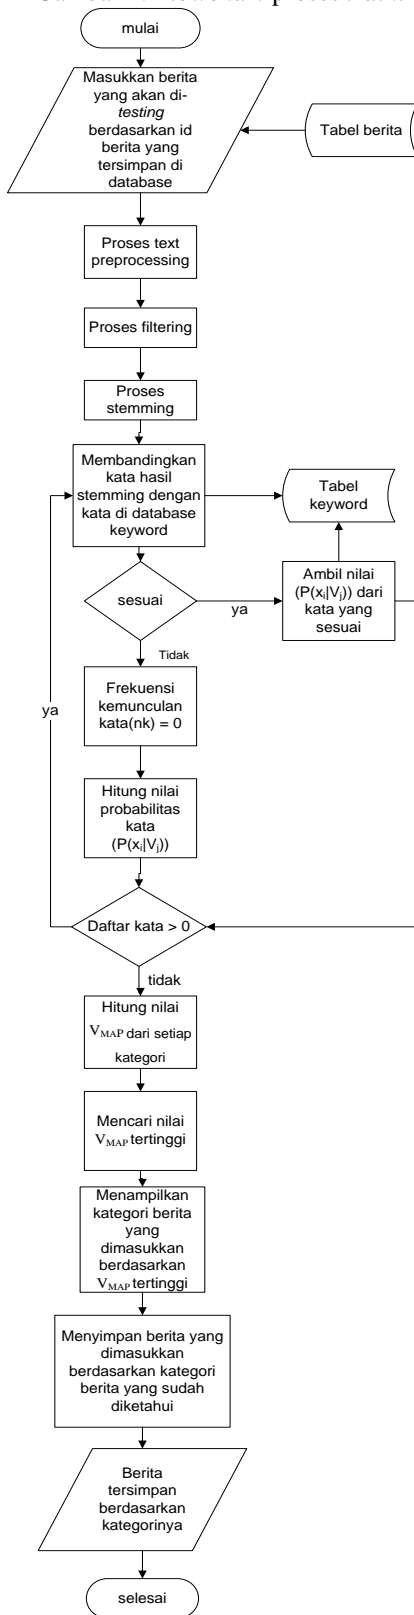 mulai
Masukkan berita
yang akan di-
testing
berdasarkan id
berita yang
tersimpan di
database
Tabel berita
Proses text
preprocessing
Proses filtering
Proses
stemming
Membandingkan
kata hasil
stemming dengan
kata di database
keyword
Tabel
keyword
sesuai
ya
Ambil nilai
(P(xᵢ|Vⱼ)) dari
kata yang
sesuai
Tidak
Frekuensi
kemunculan
kata(nk) = 0
ya
Hitung nilai
probabilitas
kata
(P(xᵢ|Vⱼ))
Daftar kata > 0
tidak
Hitung nilai
VMAP dari setiap
kategori
Mencari nilai
VMAP tertinggi
Menampilkan
kategori berita
yang
dimasukkan
berdasarkan
VMAP tertinggi
Menyimpan berita yang
dimasukkan
berdasarkan kategori
berita yang sudah
diketahui
Berita
tersimpan
berdasarkan
kategorinya
selesai